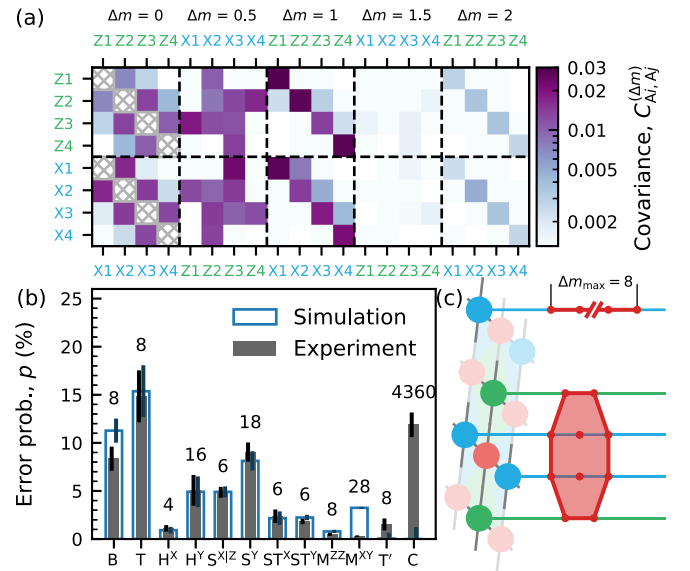 (a)
Δm = 0 Δm = 0.5 Δm = 1 Δm = 1.5 Δm = 2
Z1 Z2 Z3 Z4 X1 X2 X3 X4 Z1 Z2 Z3 Z4 X1 X2 X3 X4 Z1 Z2 Z3 Z4
Z1
Z2
Z3
Z4
X1
X2
X3
X4
X1 X2 X3 X4 Z1 Z2 Z3 Z4 X1 X2 X3 X4 Z1 Z2 Z3 Z4 X1 X2 X3 X4
0.03
0.02
0.01
0.005
0.002
Covariance, C^{(Δm)}_{Ai, Aj}
(b)
Error prob., p (%)
25
20
15
10
5
0
Simulation
Experiment
8 8 4 16 6 18 6 6 8 28 8 4360
B T H^X H^Y S^{X|Z} S^Y ST^X ST^Y M^{ZZ} M^{XY} T′ C
(c)
Δm_{max} = 8